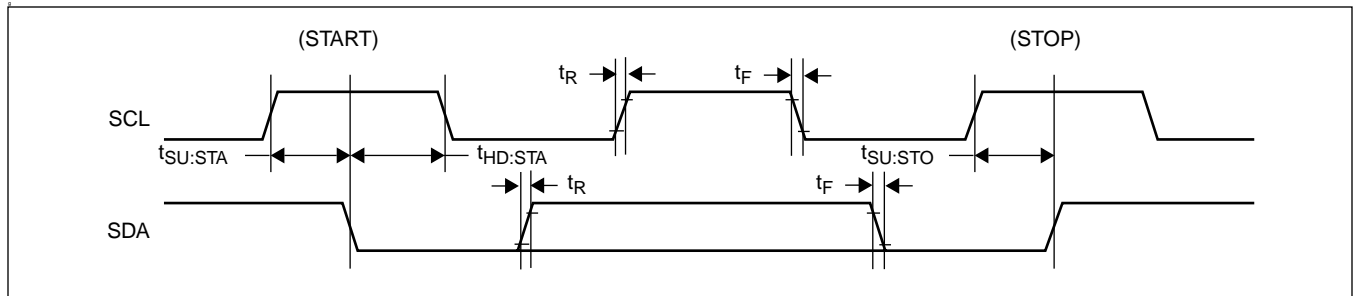 (START) (STOP)
tR tF
SCL
tSU:STA tHD:STA tSU:STO
tR tF
SDA